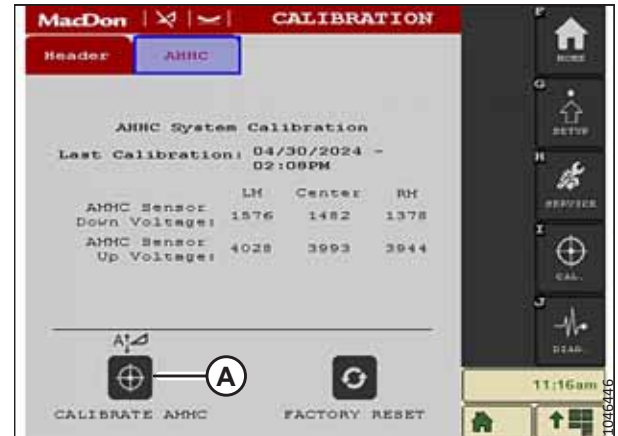 MacDon CALIBRATION
Header AHHC
AHHC System Calibration
Last Calibration: 04/30/2024 -
02:08PM
LH Center RH
AHHC Sensor
Down Voltage: 1576 1482 1378
AHHC Sensor
Up Voltage: 4028 3993 3944
A
A
CALIBRATE AHHC FACTORY RESET
F
HOME
G
SETUP
H
SERVICE
I
CAL.
J
DIAG.
11:16am
1046446